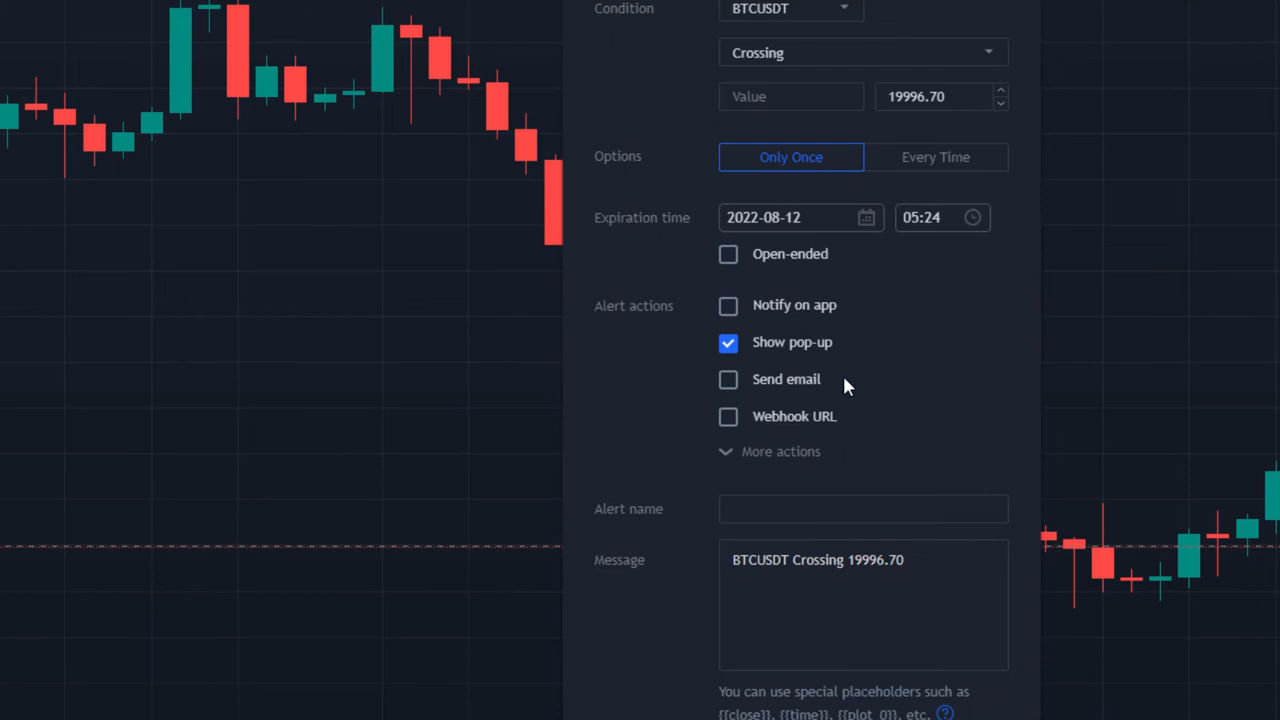 Condition BTCUSDT
Crossing
Value 19996.70
Options Only Once Every Time
Expiration time 2022-08-12 05:24
Open-ended
Alert actions Notify on app
Show pop-up
Send email
Webhook URL
More actions
Alert name
Message BTCUSDT Crossing 19996.70
You can use special placeholders such as
{{close}}, {{time}}, {{plot_0}}, etc. ?